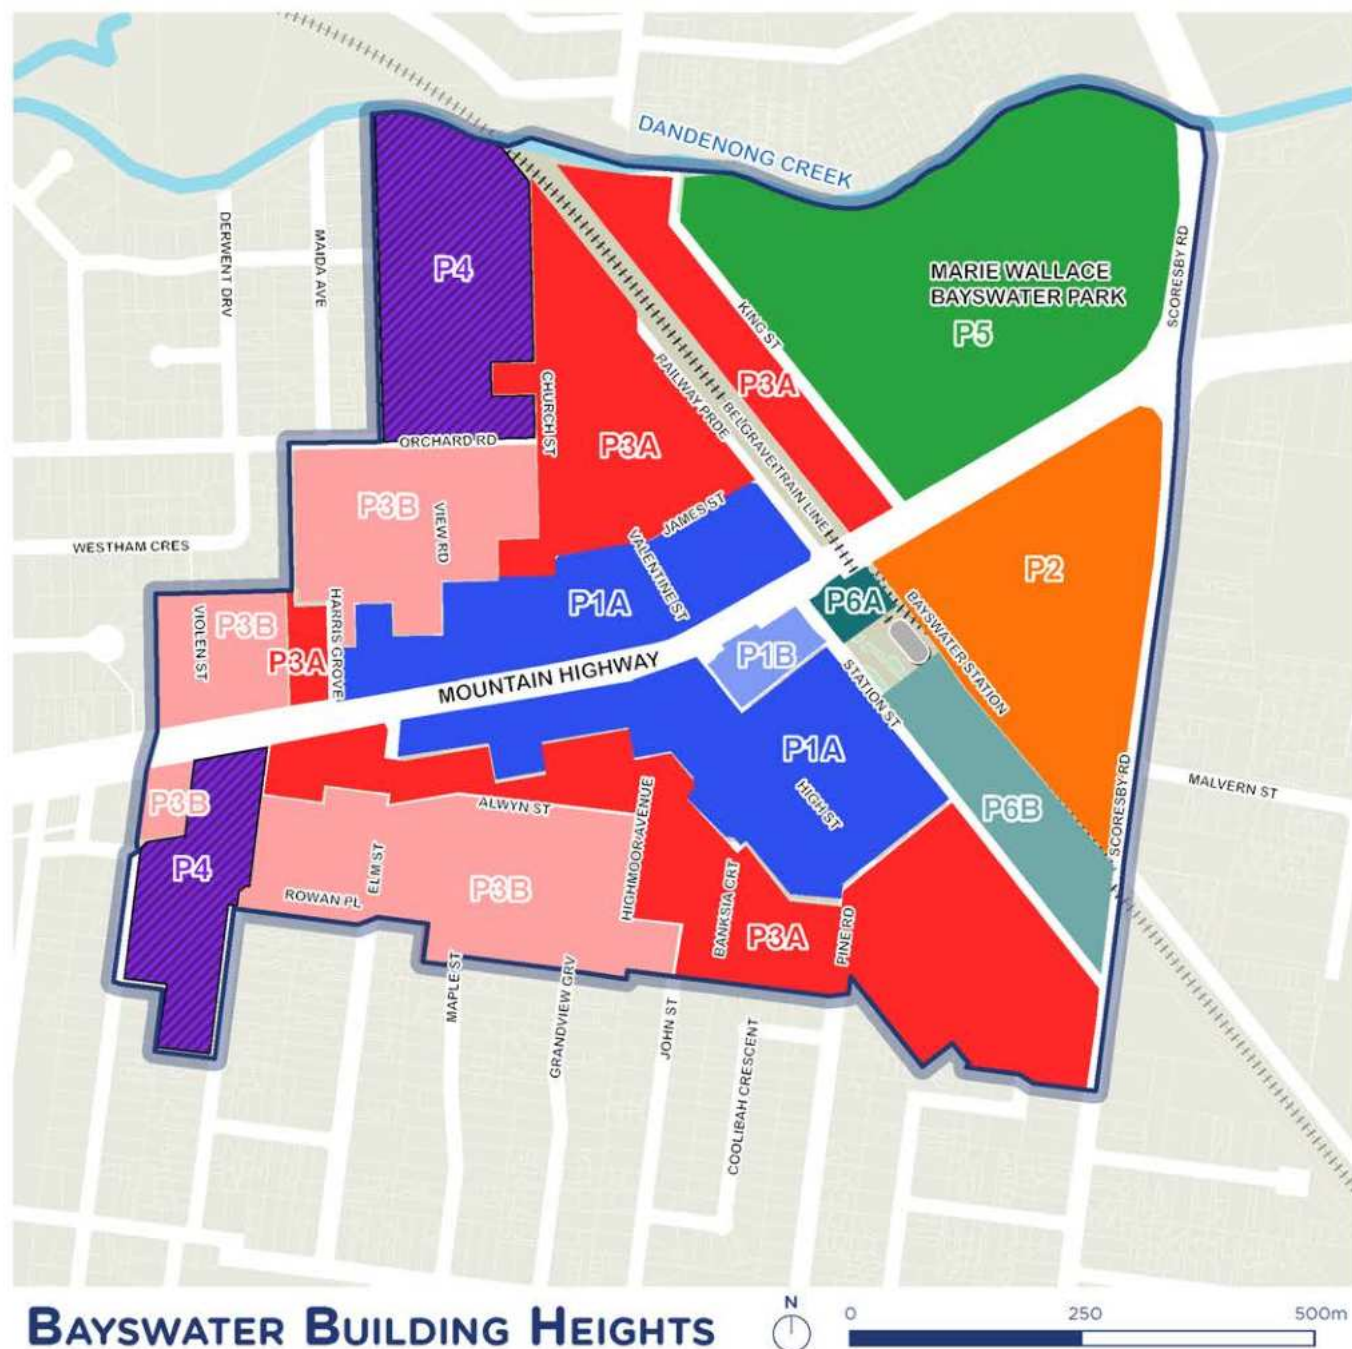 DANDENONG CREEK
DERWENT DRV
MAIDA AVE
P4
MARIE WALLACE
BAYSWATER PARK
P5
SCORESBY RD
KING ST
RAILWAY PRDE
P3A
BELGRAVE TRAIN LINE
CHURCH ST
ORCHARD RD
P3A
P3B
VIEW RD
JAMES ST
WESTHAM CRES
VALENTINE ST
P2
P1A
P6A
BAYSWATER STATION
VIOLEN ST
P3B
HARRIS GROVE
P3A
P1B
MOUNTAIN HIGHWAY
STATION ST
P1A
HIGH ST
MALVERN ST
P3B
ALWYN ST
P6B
SCORESBY RD
HIGHMOOR AVENUE
P4
ELM ST
ROWAN PL
P3B
BANKSIA CRT
P3A
PINE RD
MAPLE ST
GRANDVIEW GRV
JOHN ST
COOLIBAH CRESCENT
BAYSWATER BUILDING HEIGHTS
N
0 250 500m